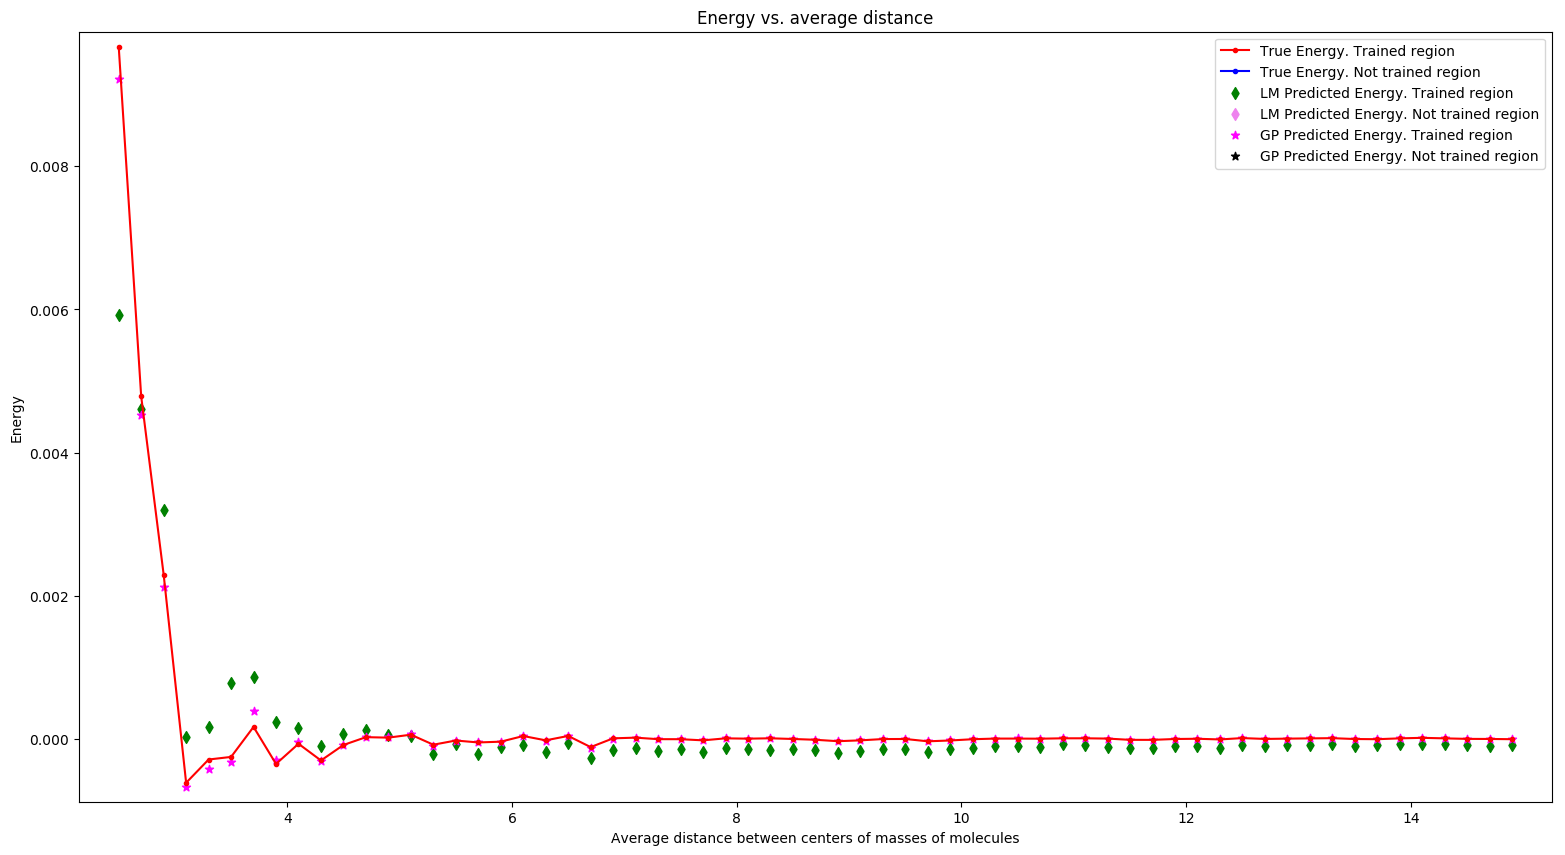 Energy vs. average distance
True Energy. Trained region
True Energy. Not trained region
LM Predicted Energy. Trained region
LM Predicted Energy. Not trained region
GP Predicted Energy. Trained region
GP Predicted Energy. Not trained region
Energy
0.008
0.006
0.004
0.002
0.000
4 6 8 10 12 14
Average distance between centers of masses of molecules